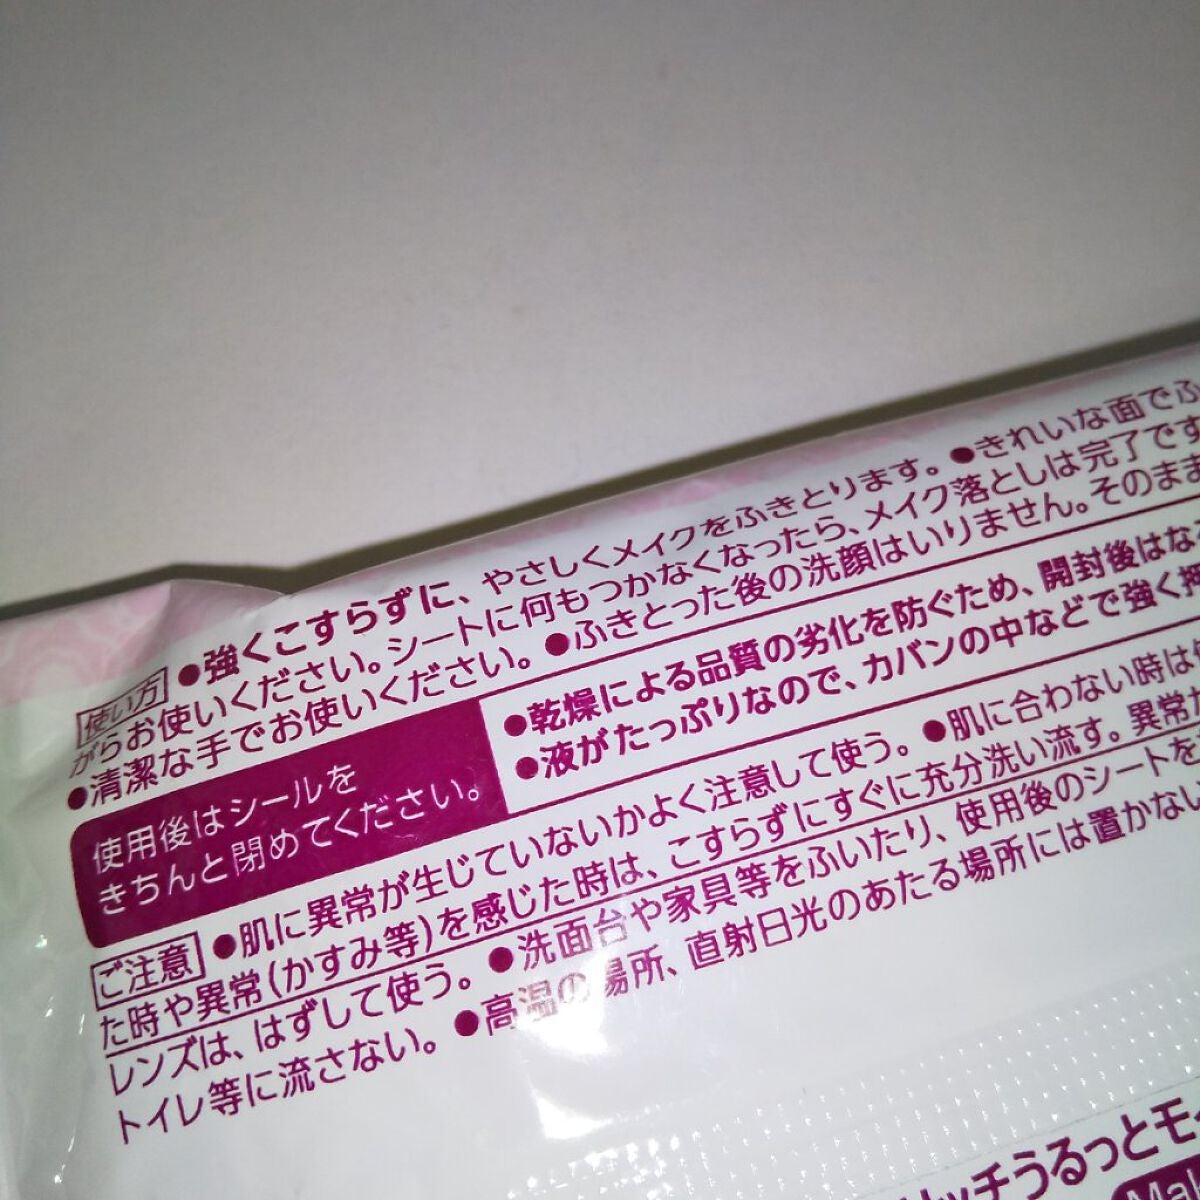 使い方 ●強くこすらずに、やさしくメイクをふきとります。●きれいな面でふ
がらお使いください。シートに何もつかなくなったら、メイク落としは完了です
●清潔な手でお使いください。●ふきとった後の洗顔はいりません。そのまま
使用後はシールを
きちんと閉めてください。
●乾燥による品質の劣化を防ぐため、開封後はな
●液がたっぷりなので、カバンの中などで強く押
ご注意 ●肌に異常が生じていないかよく注意して使う。●肌に合わない時は使
た時や異常(かすみ等)を感じた時は、こすらずにすぐに充分洗い流す。異常
レンズは、はずして使う。●洗面台や家具等をふいたり、使用後のシートを
トイレ等に流さない。●高温の場所、直射日光のあたる場所には置かない
ッチうるっとモイ